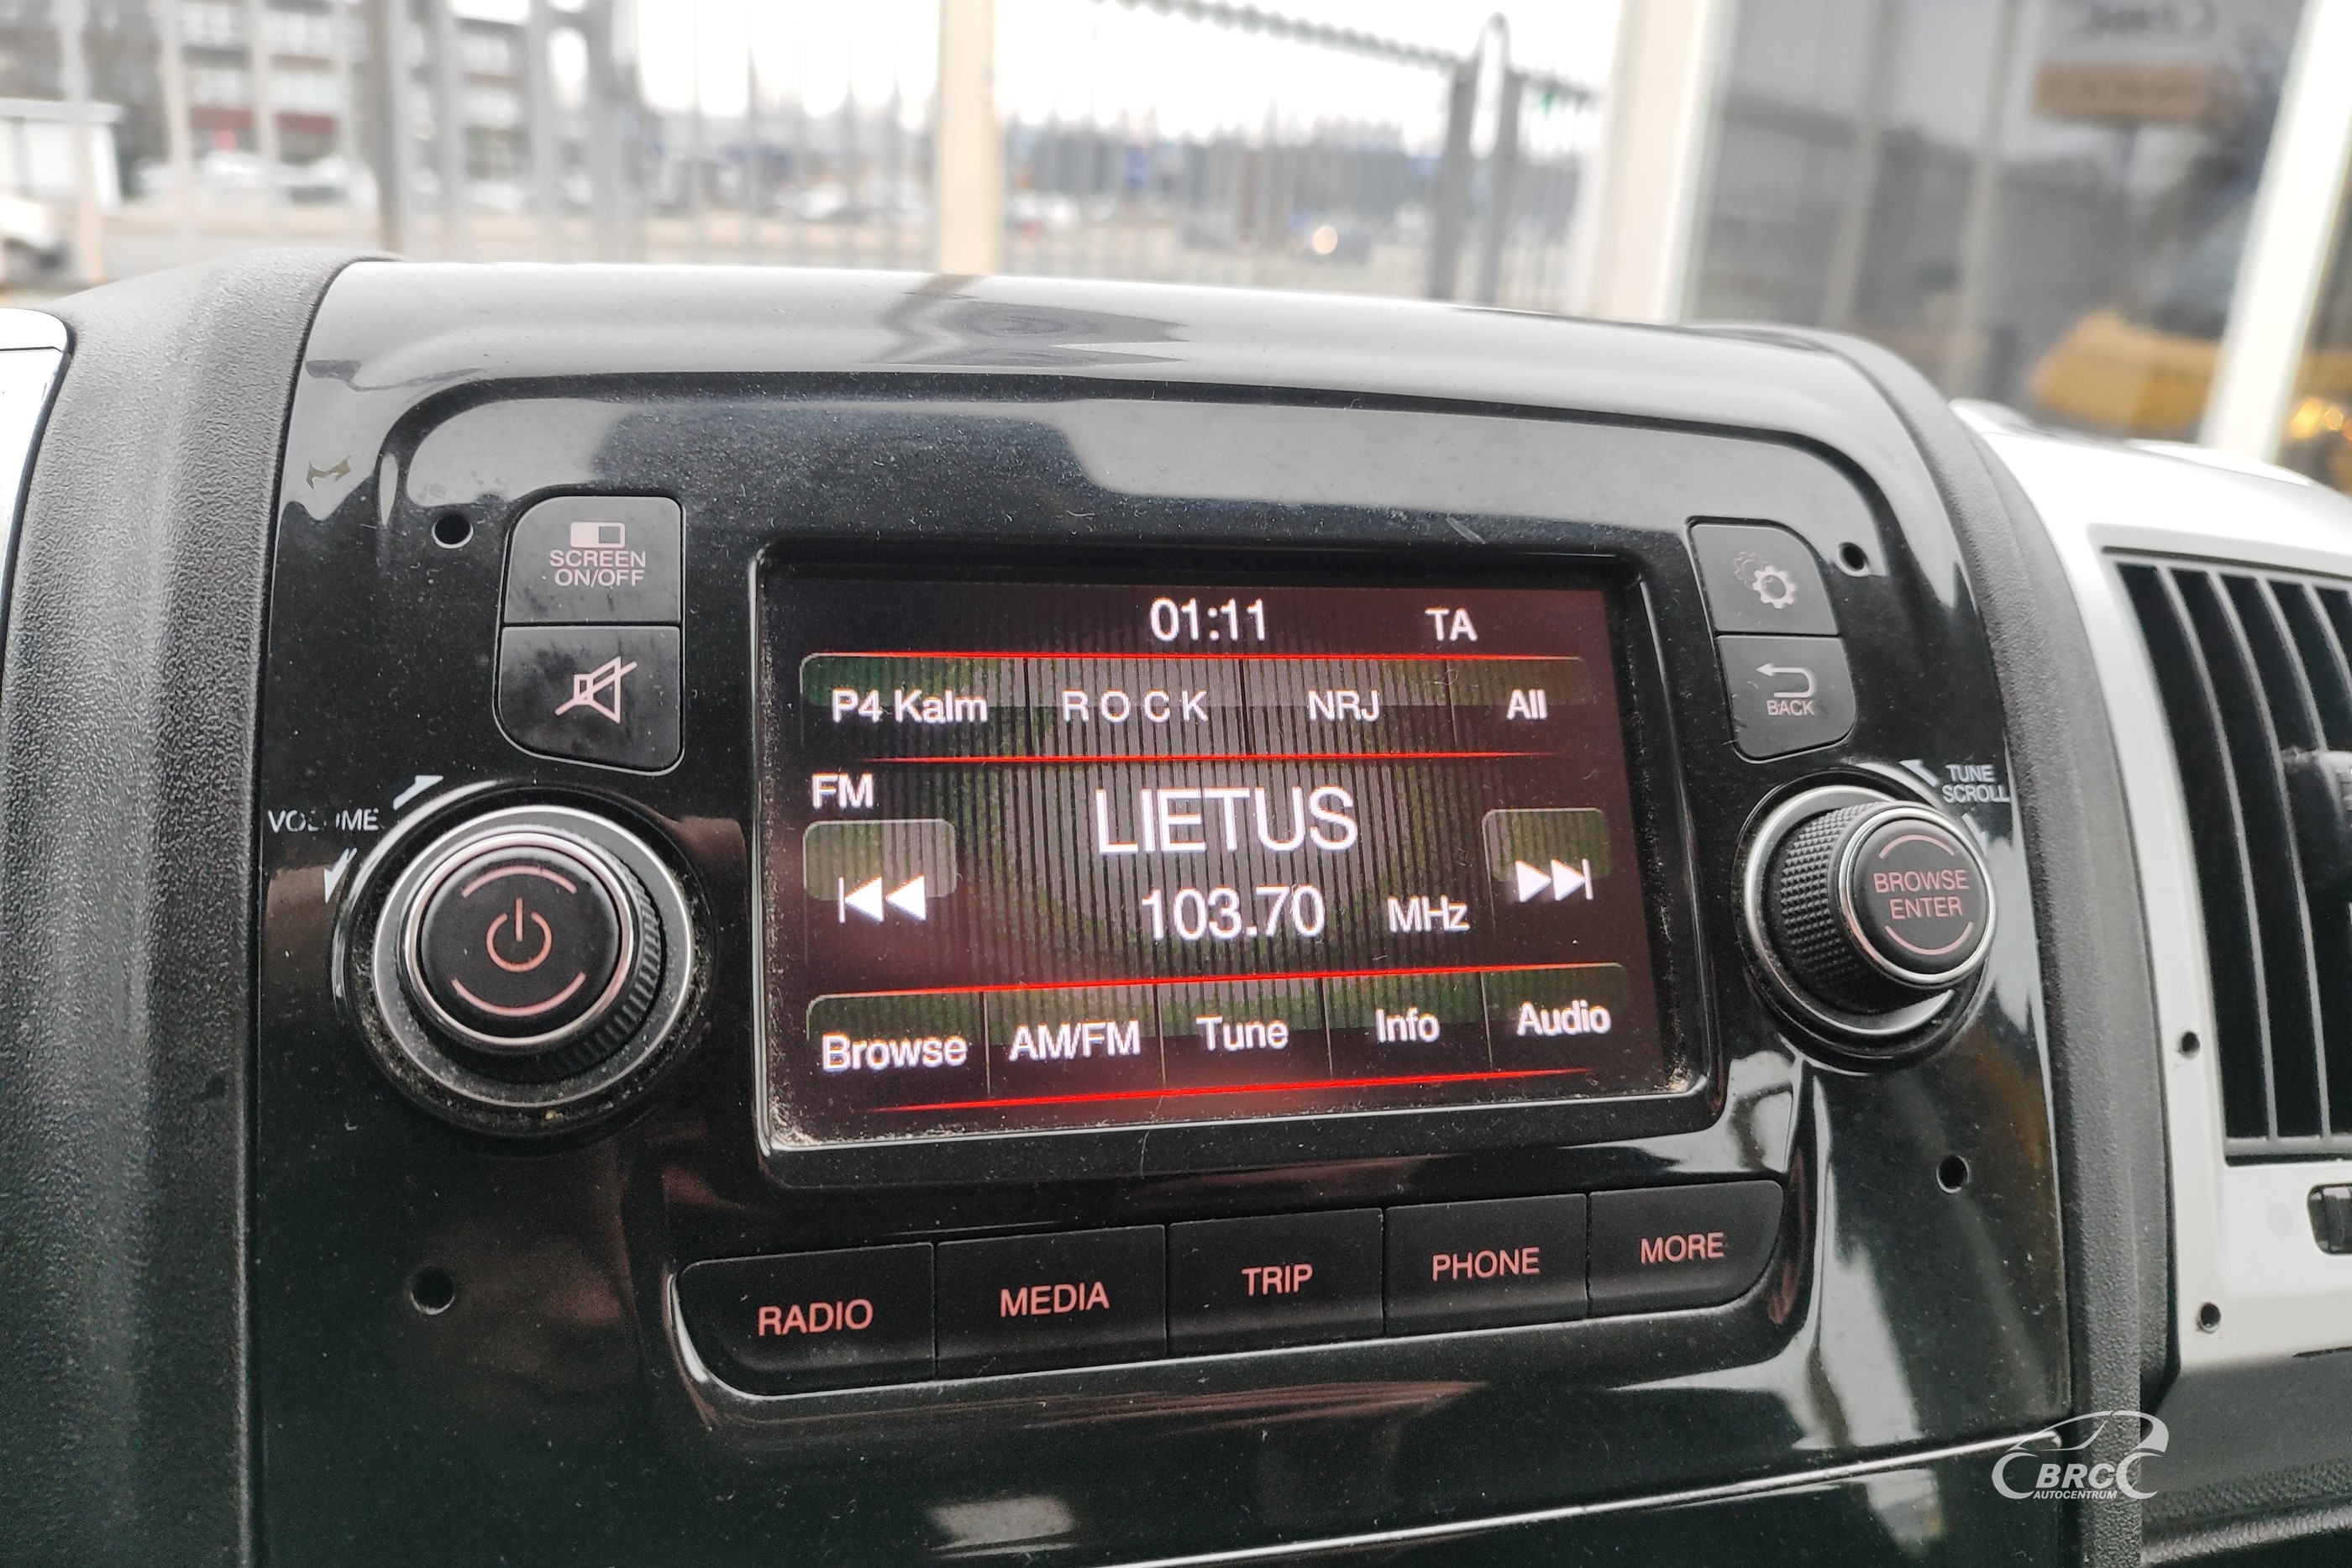 SCREEN
ON/OFF
01:11 TA
P4 Kalm ROCK NRJ All
BACK
FM
LIETUS
103.70 MHz
VOLUME
TUNE
SCROLL
BROWSE
ENTER
Browse AM/FM Tune Info Audio
RADIO MEDIA TRIP PHONE MORE
BRC
AUTOCENTRUM